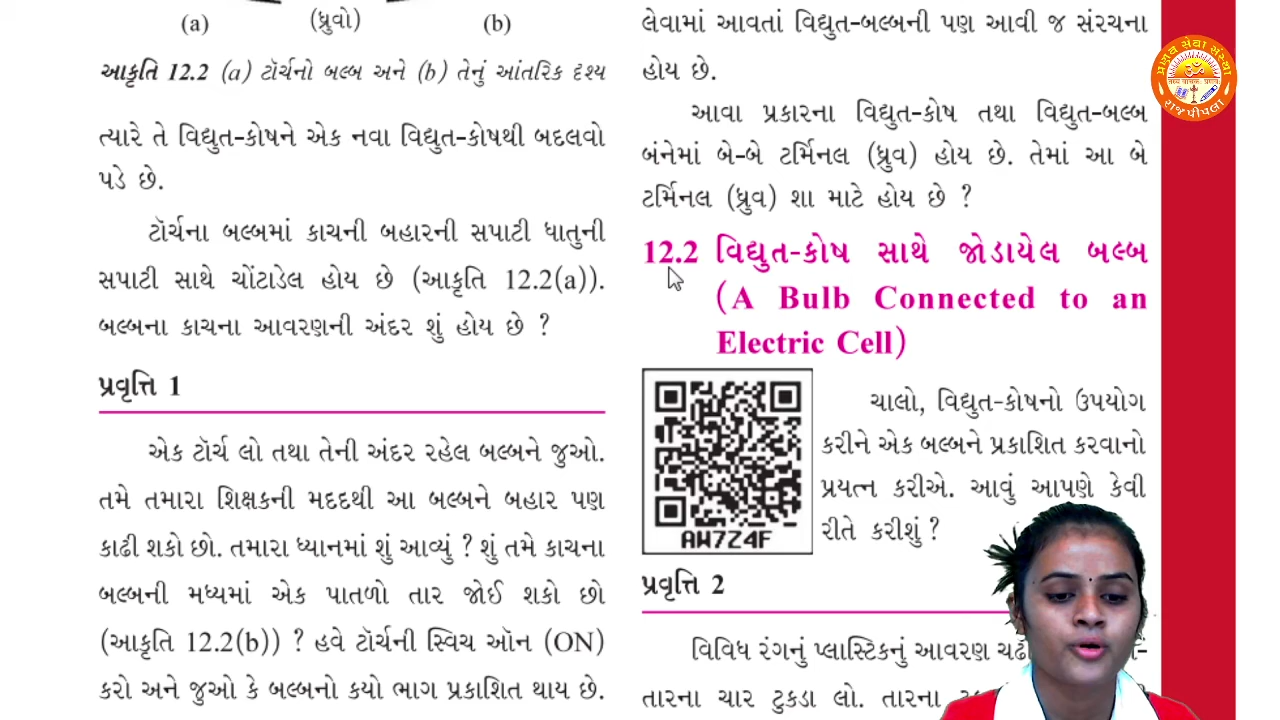 (ધ્રુવો)
(a)
(b)
આકૃતિ 12.2 (a) ટૉર્ચનો બલ્બ અને (b) તેનું આંતરિક દૃશ્ય
ત્યારે તે વિદ્યુત-કોષને એક નવા વિદ્યુત-કોષથી બદલવો
પડે છે.
ટૉર્ચના બલ્બમાં કાચની બહારની સપાટી ધાતુની
સપાટી સાથે ચોંટાડેલ હોય છે (આકૃતિ 12.2(a)).
બલ્બના કાચના આવરણની અંદર શું હોય છે ?
પ્રવૃત્તિ 1
એક ટૉર્ચ લો તથા તેની અંદર રહેલ બલ્બને જુઓ.
તમે તમારા શિક્ષકની મદદથી આ બલ્બને બહાર પણ
કાઢી શકો છો. તમારા ધ્યાનમાં શું આવ્યું ? શું તમે કાચના
બલ્બની મધ્યમાં એક પાતળો તાર જોઈ શકો છો
(આકૃતિ 12.2(b)) ? હવે ટૉર્ચની સ્વિચ ઑન (ON)
કરો અને જુઓ કે બલ્બનો કયો ભાગ પ્રકાશિત થાય છે.
લેવામાં આવતાં વિદ્યુત-બલ્બની પણ આવી જ સંરચના
હોય છે.
આવા પ્રકારના વિદ્યુત-કોષ તથા વિદ્યુત-બલ્બ
બંનેમાં બે-બે ટર્મિનલ (ધ્રુવ) હોય છે. તેમાં આ બે
ટર્મિનલ (ધ્રુવ) શા માટે હોય છે ?
12.2 વિદ્યુત-કોષ સાથે જોડાયેલ બલ્બ
(A Bulb Connected to an
Electric Cell)
AW7Z4F
ચાલો, વિદ્યુત-કોષનો ઉપયોગ
કરીને એક બલ્બને પ્રકાશિત કરવાનો
પ્રયત્ન કરીએ. આવું આપણે કેવી
રીતે કરીશું ?
પ્રવૃત્તિ 2
વિવિધ રંગનું પ્લાસ્ટિકનું આવરણ
તારના ચાર ટુકડા લો. તારના
પ્રણવ સેવા સંસ્થા
રાજપીપલા